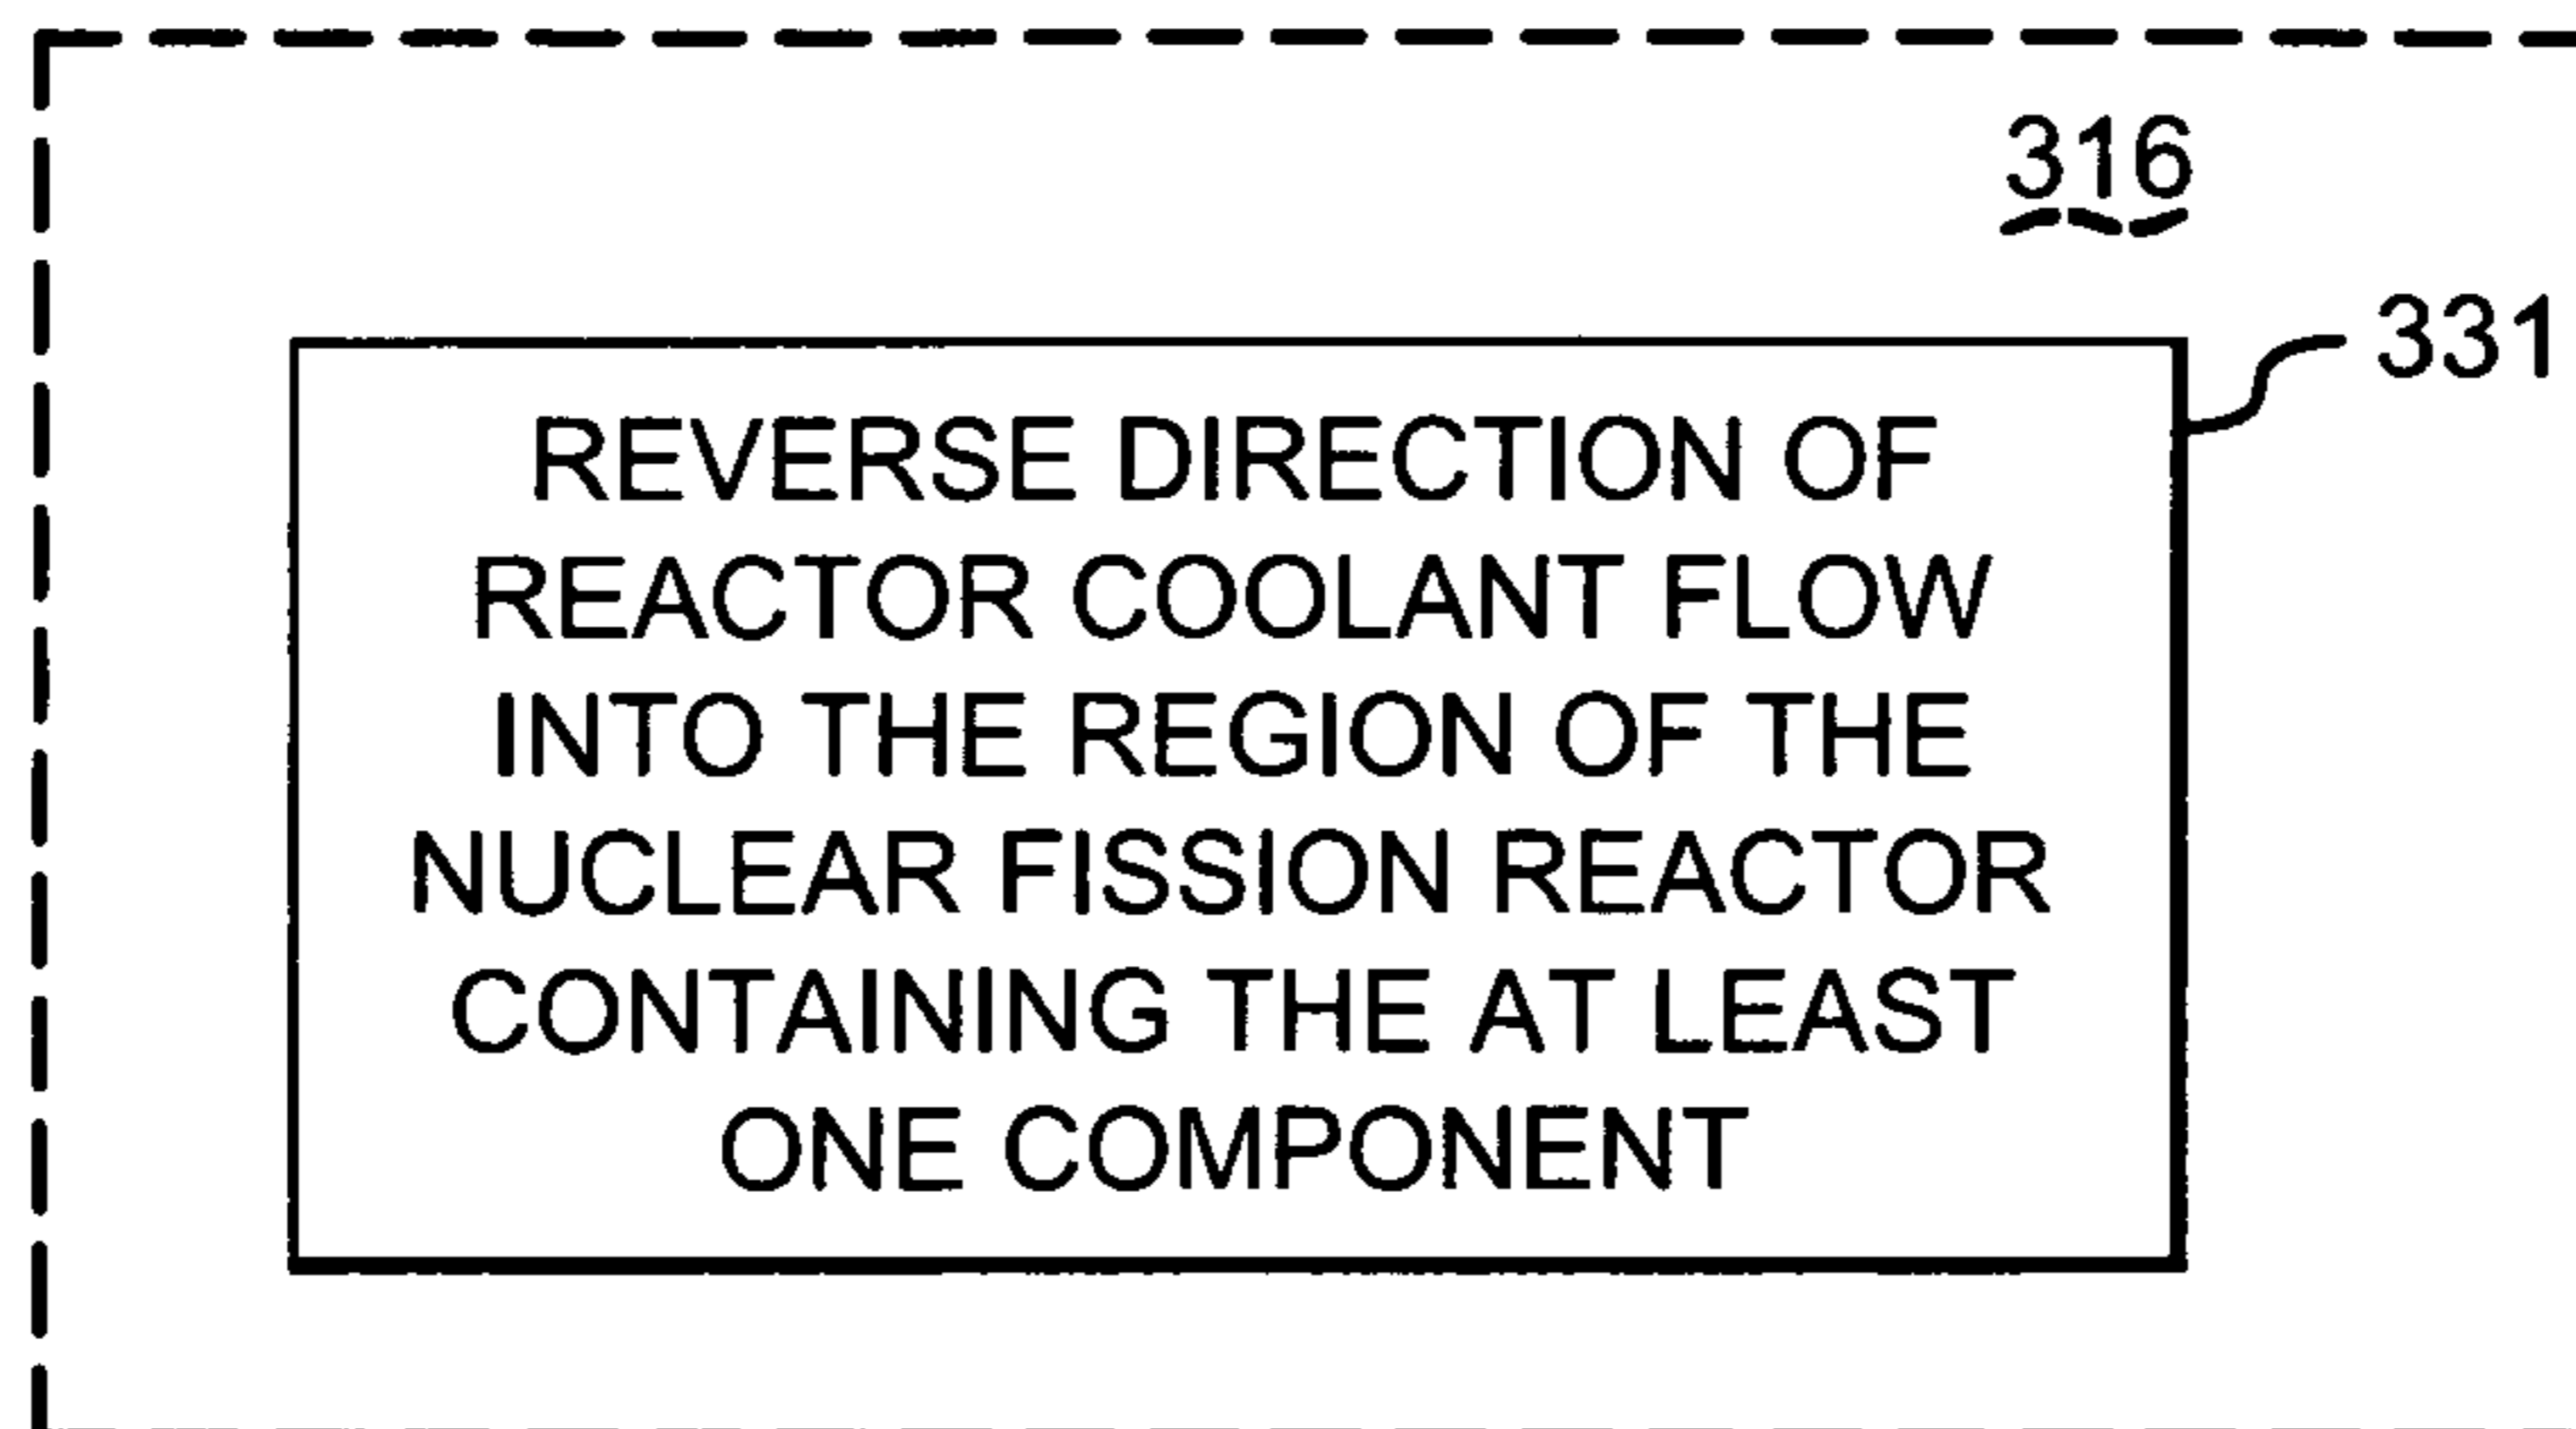 316
331
REVERSE DIRECTION OF
REACTOR COOLANT FLOW
INTO THE REGION OF THE
NUCLEAR FISSION REACTOR
CONTAINING THE AT LEAST
ONE COMPONENT